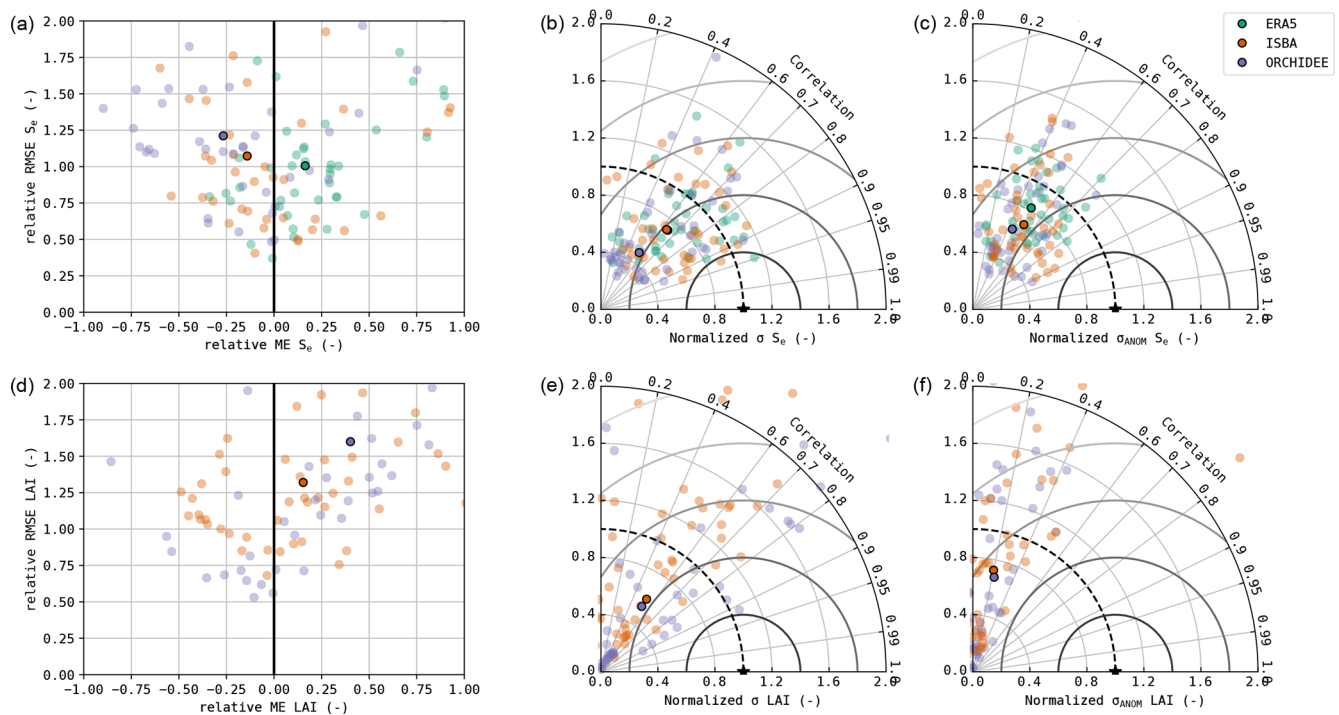 (a)
2.00
1.75
1.50
1.25
1.00
0.75
0.50
0.25
0.00
relative RMSE Se (-)
−1.00 −0.75 −0.50 −0.25 0.00 0.25 0.50 0.75 1.00
relative ME Se (-)
(b)
2.0
1.6
1.2
0.8
0.4
0.0
0.0 0.2 0.4 0.6 0.7 0.8 0.9 0.95 0.99 1.0
Correlation
0.0 0.4 0.8 1.2 1.6 2.0
Normalized σ Se (-)
(c)
2.0
1.6
1.2
0.8
0.4
0.0
0.0 0.2 0.4 0.6 0.7 0.8 0.9 0.95 0.99 1.0
Correlation
0.0 0.4 0.8 1.2 1.6 2.0
Normalized σANOM Se (-)
ERA5
ISBA
ORCHIDEE
(d)
2.00
1.75
1.50
1.25
1.00
0.75
0.50
0.25
0.00
relative RMSE LAI (-)
−1.00 −0.75 −0.50 −0.25 0.00 0.25 0.50 0.75 1.00
relative ME LAI (-)
(e)
2.0
1.6
1.2
0.8
0.4
0.0
0.0 0.2 0.4 0.6 0.7 0.8 0.9 0.95 0.99 1.0
Correlation
0.0 0.4 0.8 1.2 1.6 2.0
Normalized σ LAI (-)
(f)
2.0
1.6
1.2
0.8
0.4
0.0
0.0 0.2 0.4 0.6 0.7 0.8 0.9 0.95 0.99 1.0
Correlation
0.0 0.4 0.8 1.2 1.6 2.0
Normalized σANOM LAI (-)